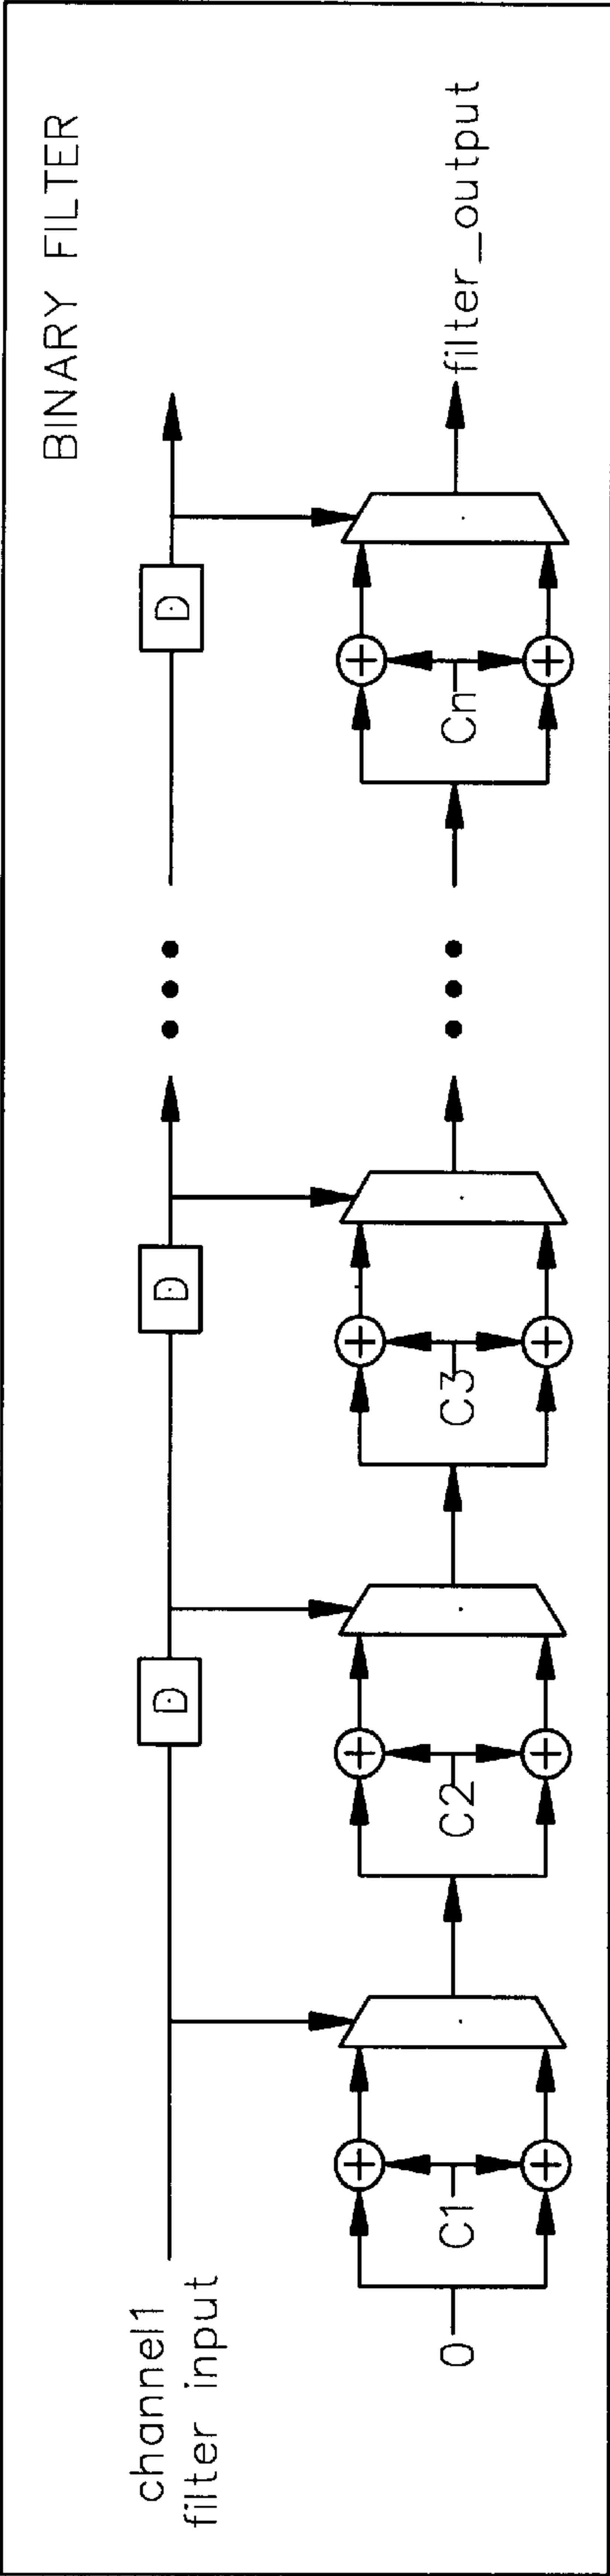 BINARY FILTER
channel1
filter input
D
D
D
0
C1
C2
C3
Cn
filter_output